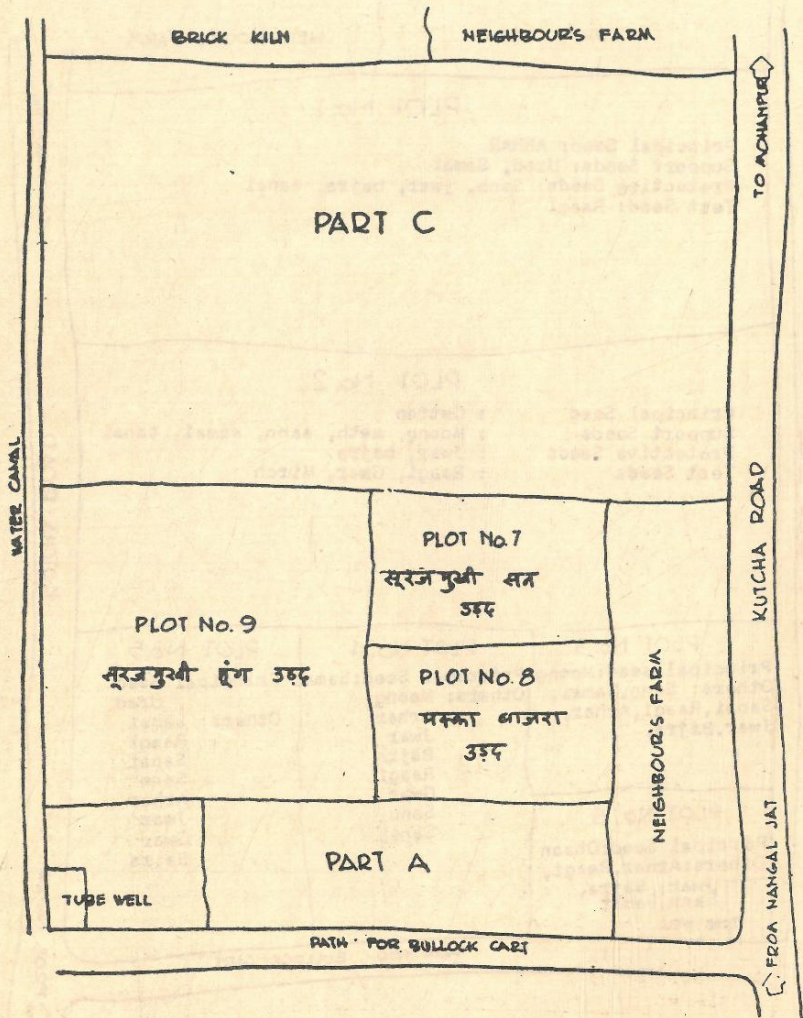 BRICK KILN
NEIGHBOUR'S FARM
TO MOHANPUR
PART C
WATER CANAL
KUTCHA ROAD
PLOT No.7
सूरजमुखी सन
उड़द
PLOT No.9
सूरजमुखी मूंग उड़द
PLOT No.8
मक्का बाजरा
उड़द
NEIGHBOUR'S FARM
PART A
TUBE WELL
PATH FOR BULLOCK CART
FROM NANGAL JAT